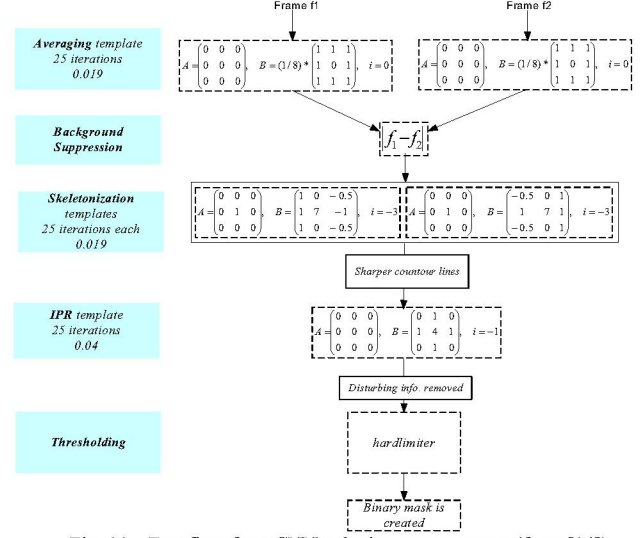 Frame f1
Frame f2
Averaging template
25 iterations
0.019
A = (0 0 0
0 0 0
0 0 0), B = (1/8) * (1 1 1
1 0 1
1 1 1), i = 0
A = (0 0 0
0 0 0
0 0 0), B = (1/8) * (1 1 1
1 0 1
1 1 1), i = 0
Background
Suppression
|f1 − f2|
Skeletonization
templates
25 iterations each
0.019
A = (0 0 0
0 1 0
0 0 0), B = (1 0 −0.5
1 7 −1
1 0 −0.5), i = −3
A = (0 0 0
0 1 0
0 0 0), B = (−0.5 0 1
1 7 1
−0.5 0 1), i = −3
Sharper countour lines
IPR template
25 iterations
0.04
A = (0 0 0
0 0 0
0 0 0), B = (0 1 0
1 4 1
0 1 0), i = −1
Disturbing info. removed
Thresholding
hardlimiter
Binary mask is
created